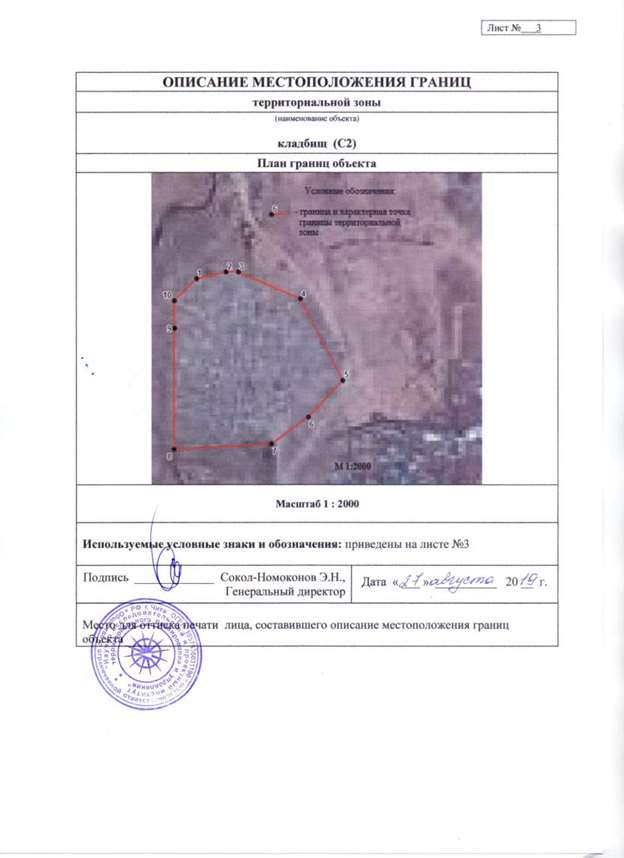 Лист № 3
ОПИСАНИЕ МЕСТОПОЛОЖЕНИЯ ГРАНИЦ
территориальной зоны
(наименование объекта)
кладбищ (С2)
План границ объекта
Условные обозначения:
6
- граница и характерная точка
границы территориальной
зоны
1
2
3
10
4
9
5
6
7
8
М 1:2000
Масштаб 1 : 2000
Используемые условные знаки и обозначения: приведены на листе №3
Подпись Сокол-Номоконов Э.Н.,
Генеральный директор
Дата «27» августа 2019 г.
Место для оттиска печати лица, составившего описание местоположения границ
объекта